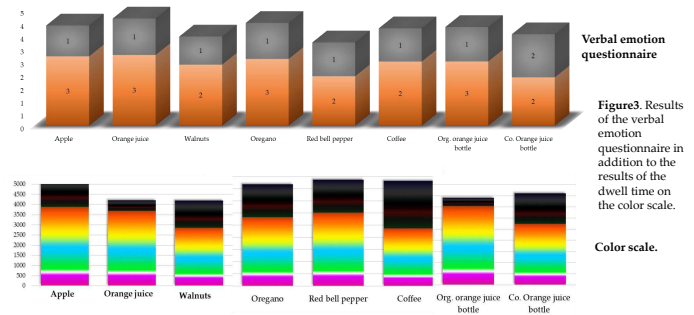 5
4
4
3
3
2
2
1
1
0
1 1 1 1 1 1 1 2
3 3 2 3 2 2 3 2
Apple Orange juice Walnuts Oregano Red bell pepper Coffee Org. orange juice Co. Orange juice
bottle bottle
Verbal emotion
questionnaire
Figure3. Results
of the verbal
emotion
questionnaire in
addition to the
results of the
dwell time on
the color scale.
5000
4500
4000
3500
3000
2500
2000
1500
1000
500
0
Apple Orange juice Walnuts Oregano Red bell pepper Coffee Org. orange juice Co. Orange juice
bottle bottle
Color scale.